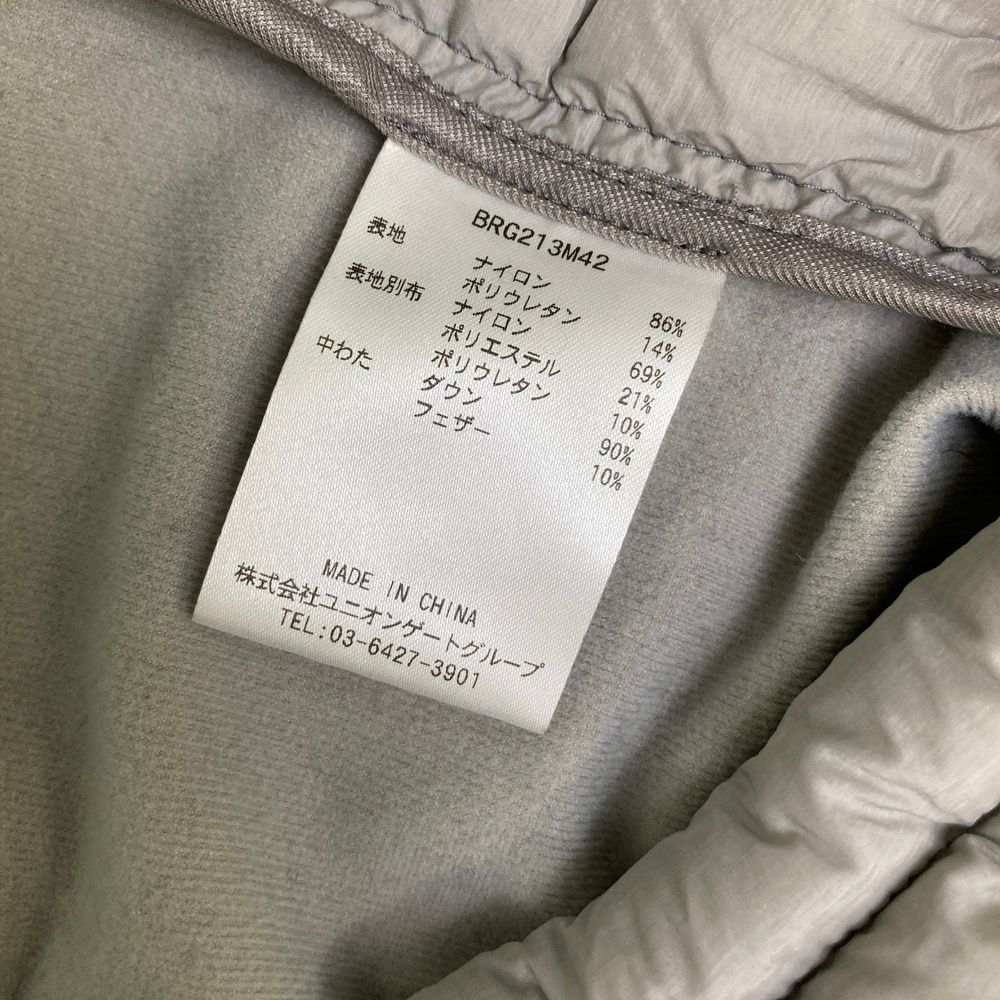 BRG213M42
表地 ナイロン 86%
ポリウレタン 14%
表地別布 ナイロン 69%
ポリエステル 21%
ポリウレタン 10%
中わた ダウン 90%
フェザー 10%
MADE IN CHINA
株式会社ユニオンゲートグループ
TEL:03-6427-3901